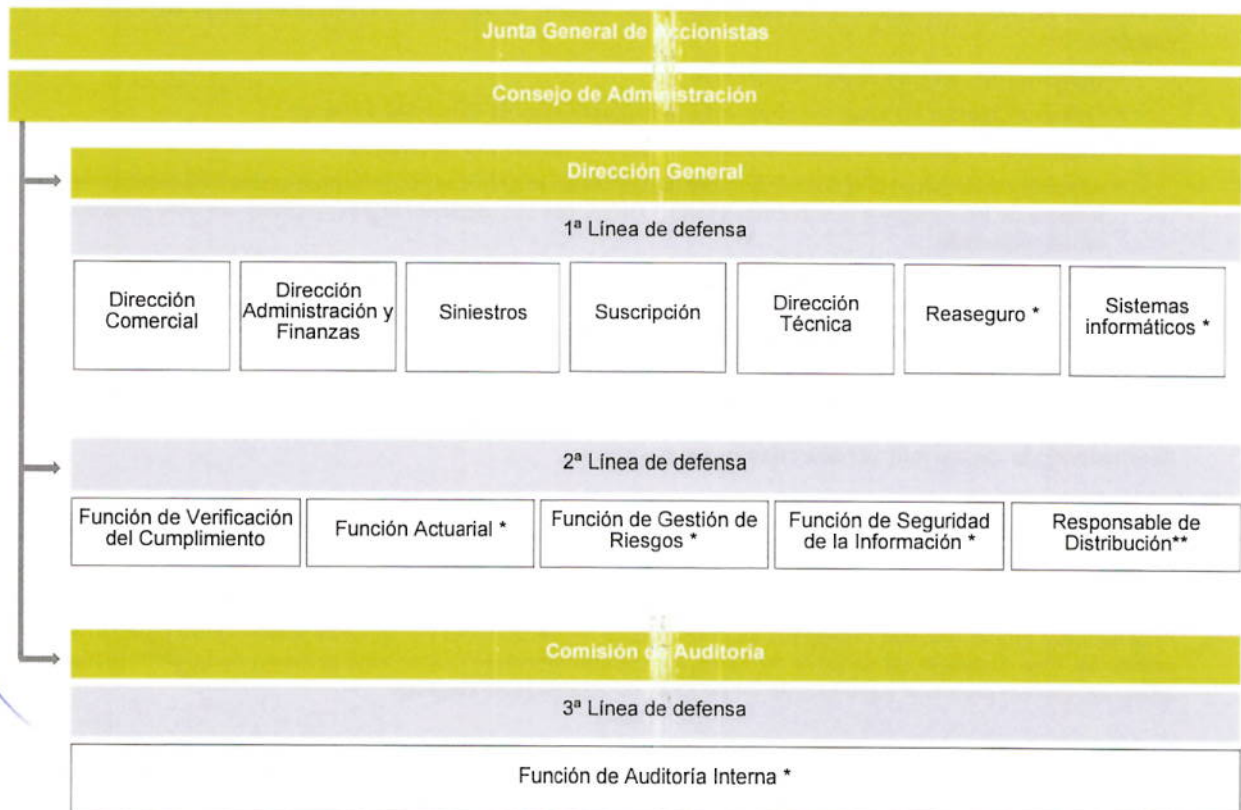 Junta General de Accionistas
Consejo de Administración
Dirección General
1ª Línea de defensa
Dirección
Comercial
Dirección
Administración y
Finanzas
Siniestros
Suscripción
Dirección
Técnica
Reaseguro *
Sistemas
informáticos *
2ª Línea de defensa
Función de Verificación
del Cumplimiento
Función Actuarial *
Función de Gestión de
Riesgos *
Función de Seguridad
de la Información *
Responsable de
Distribución**
Comisión de Auditoría
3ª Línea de defensa
Función de Auditoría Interna *